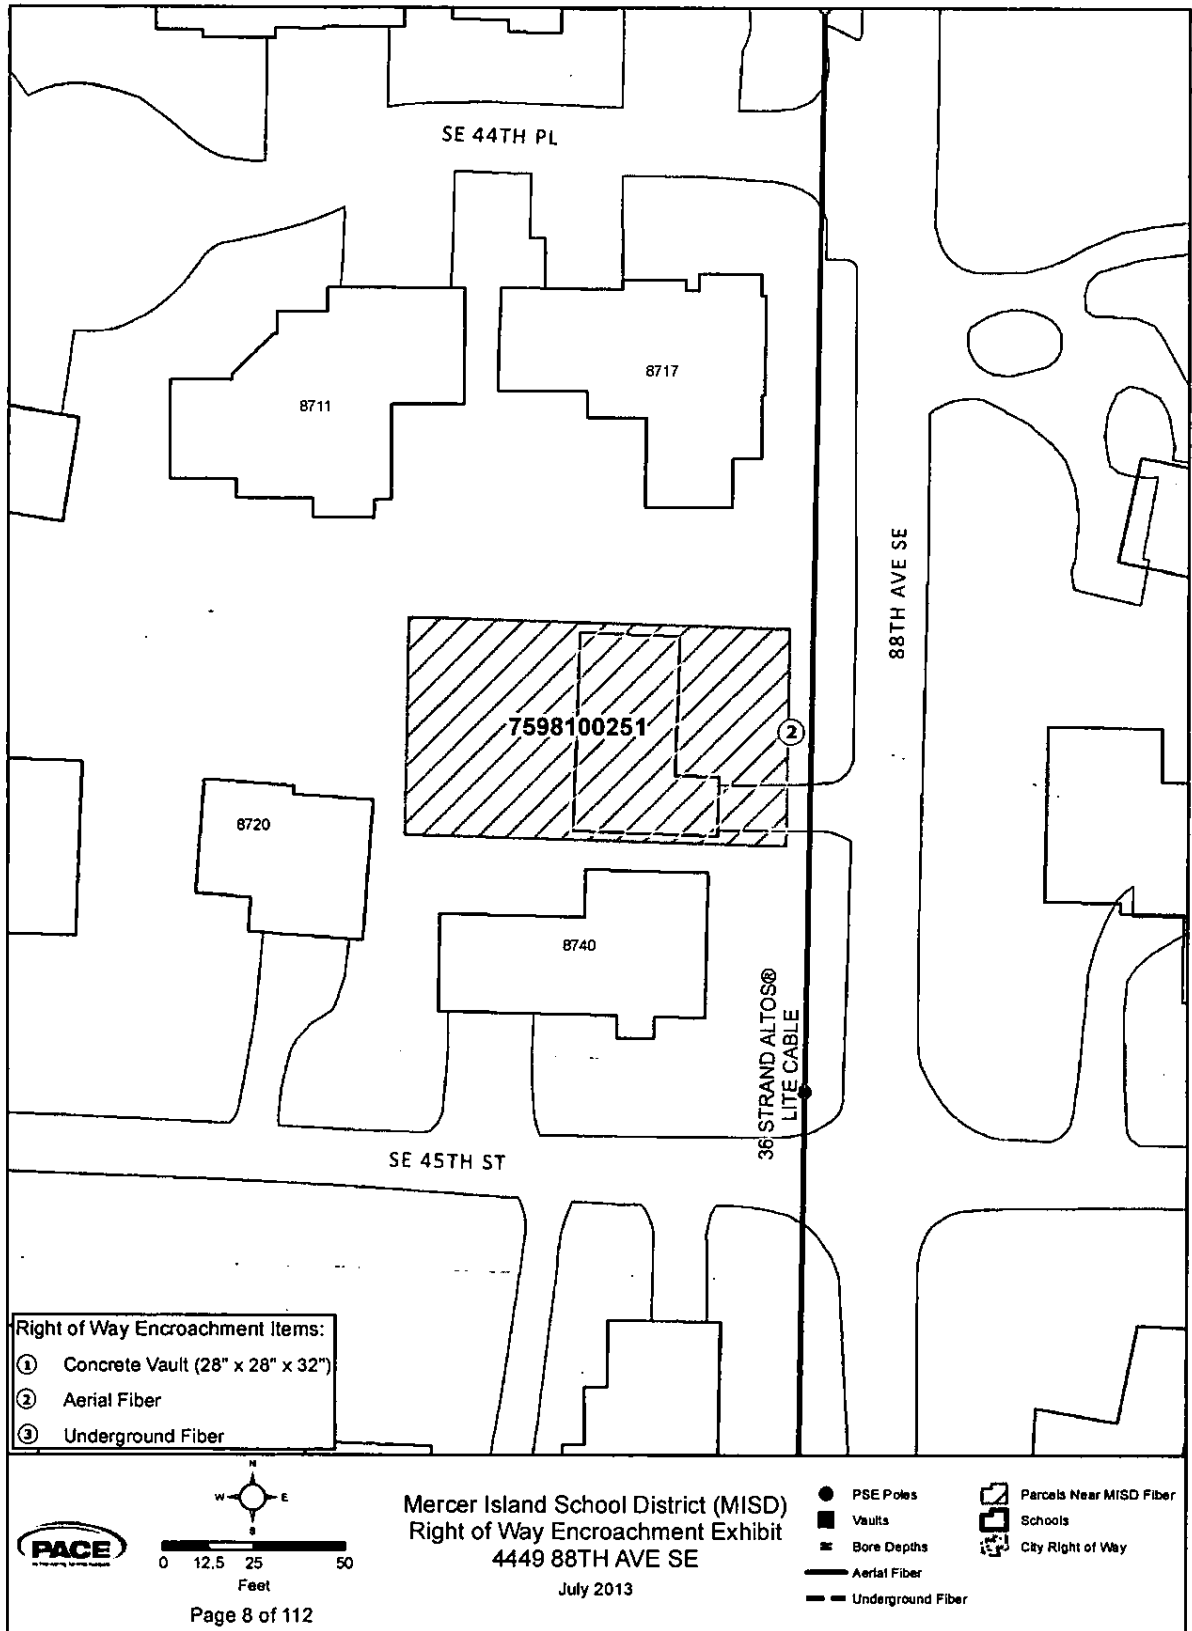 SE 44TH PL
8711
8717
88TH AVE SE
7598100251
2
8720
8740
36 STRAND ALTOS®
LITE CABLE
SE 45TH ST
Right of Way Encroachment Items:
1 Concrete Vault (28" x 28" x 32")
2 Aerial Fiber
3 Underground Fiber
N
W E
S
PACE
0 12.5 25 50
Feet
Page 8 of 112
Mercer Island School District (MISD)
Right of Way Encroachment Exhibit
4449 88TH AVE SE
July 2013
PSE Poles
Vaults
Bore Depths
Aerial Fiber
Underground Fiber
Parcels Near MISD Fiber
Schools
City Right of Way